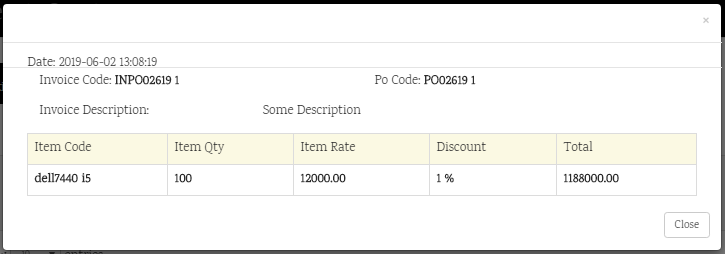 ×
Date: 2019-06-02 13:08:19
Invoice Code: INPO02619 1 Po Code: PO02619 1
Invoice Description: Some Description
Item Code Item Qty Item Rate Discount Total
dell7440 i5 100 12000.00 1 % 1188000.00
Close